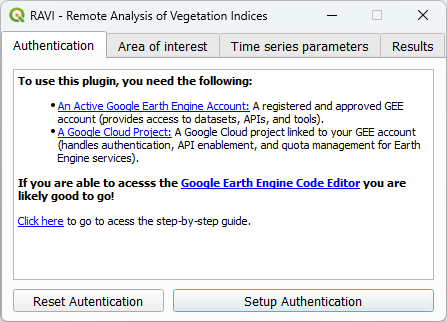 RAVI - Remote Analysis of Vegetation Indices
Authentication Area of interest Time series parameters Results
To use this plugin, you need the following:
• An Active Google Earth Engine Account: A registered and approved GEE
account (provides access to datasets, APIs, and tools).
• A Google Cloud Project: A Google Cloud project linked to your GEE account
(handles authentication, API enablement, and quota management for Earth
Engine services).
If you are able to acesss the Google Earth Engine Code Editor you are
likely good to go!
Click here to go to acess the step-by-step guide.
Reset Autentication Setup Authentication